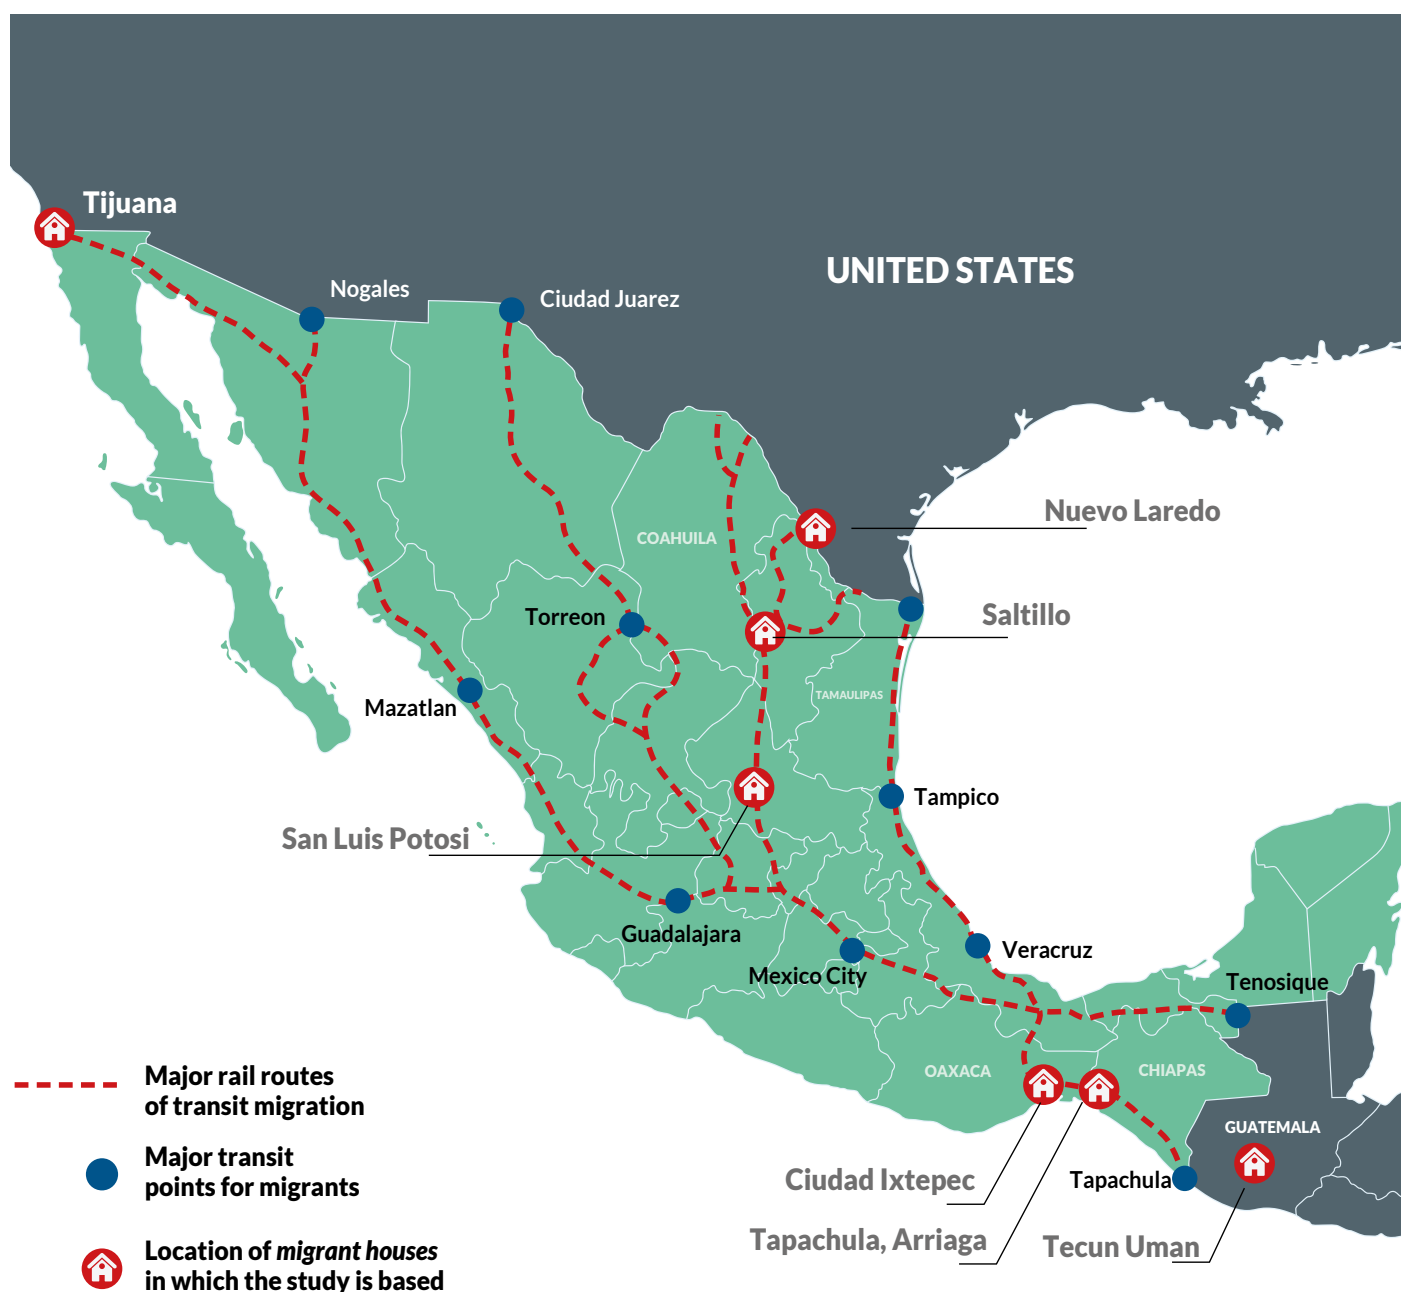 Tijuana
UNITED STATES
Nogales
Ciudad Juarez
Nuevo Laredo
COAHUILA
Saltillo
Torreon
TAMAULIPAS
Mazatlan
Tampico
San Luis Potosi
Guadalajara
Veracruz
Mexico City
Tenosique
OAXACA
CHIAPAS
Major rail routes
of transit migration
GUATEMALA
Major transit
points for migrants
Ciudad Ixtepec
Tapachula
Tapachula, Arriaga
Tecun Uman
Location of migrant houses
in which the study is based